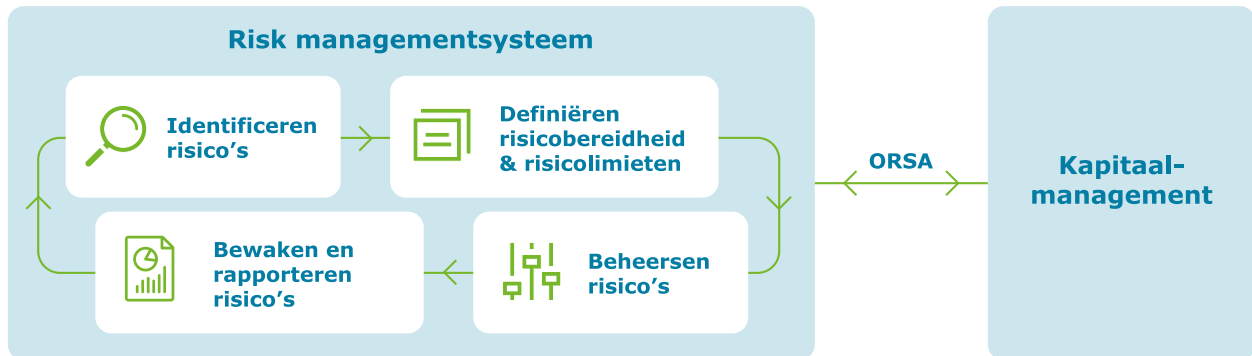 Risk managementsysteem
Identificeren
risico’s
Definiëren
risicobereidheid
& risicolimieten
Bewaken en
rapporteren
risico’s
Beheersen
risico’s
ORSA
Kapitaal-
management